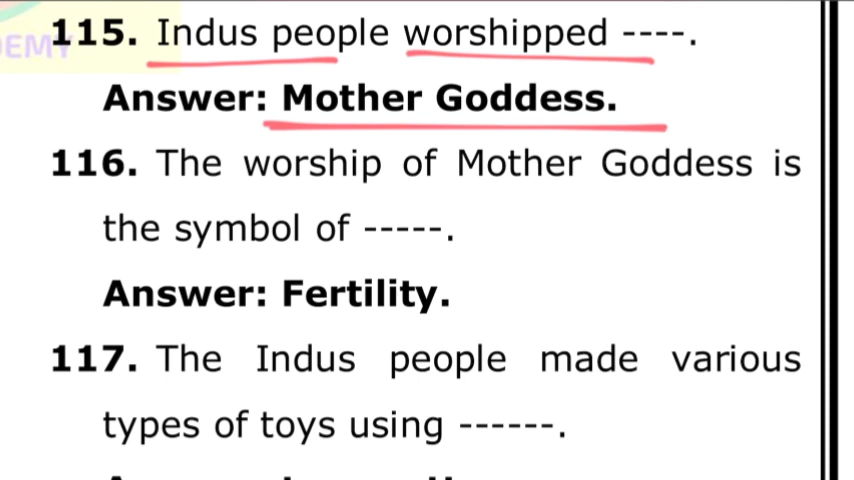 115. Indus people worshipped ----.
Answer: Mother Goddess.
116. The worship of Mother Goddess is
the symbol of -----.
Answer: Fertility.
117. The Indus people made various
types of toys using ------.